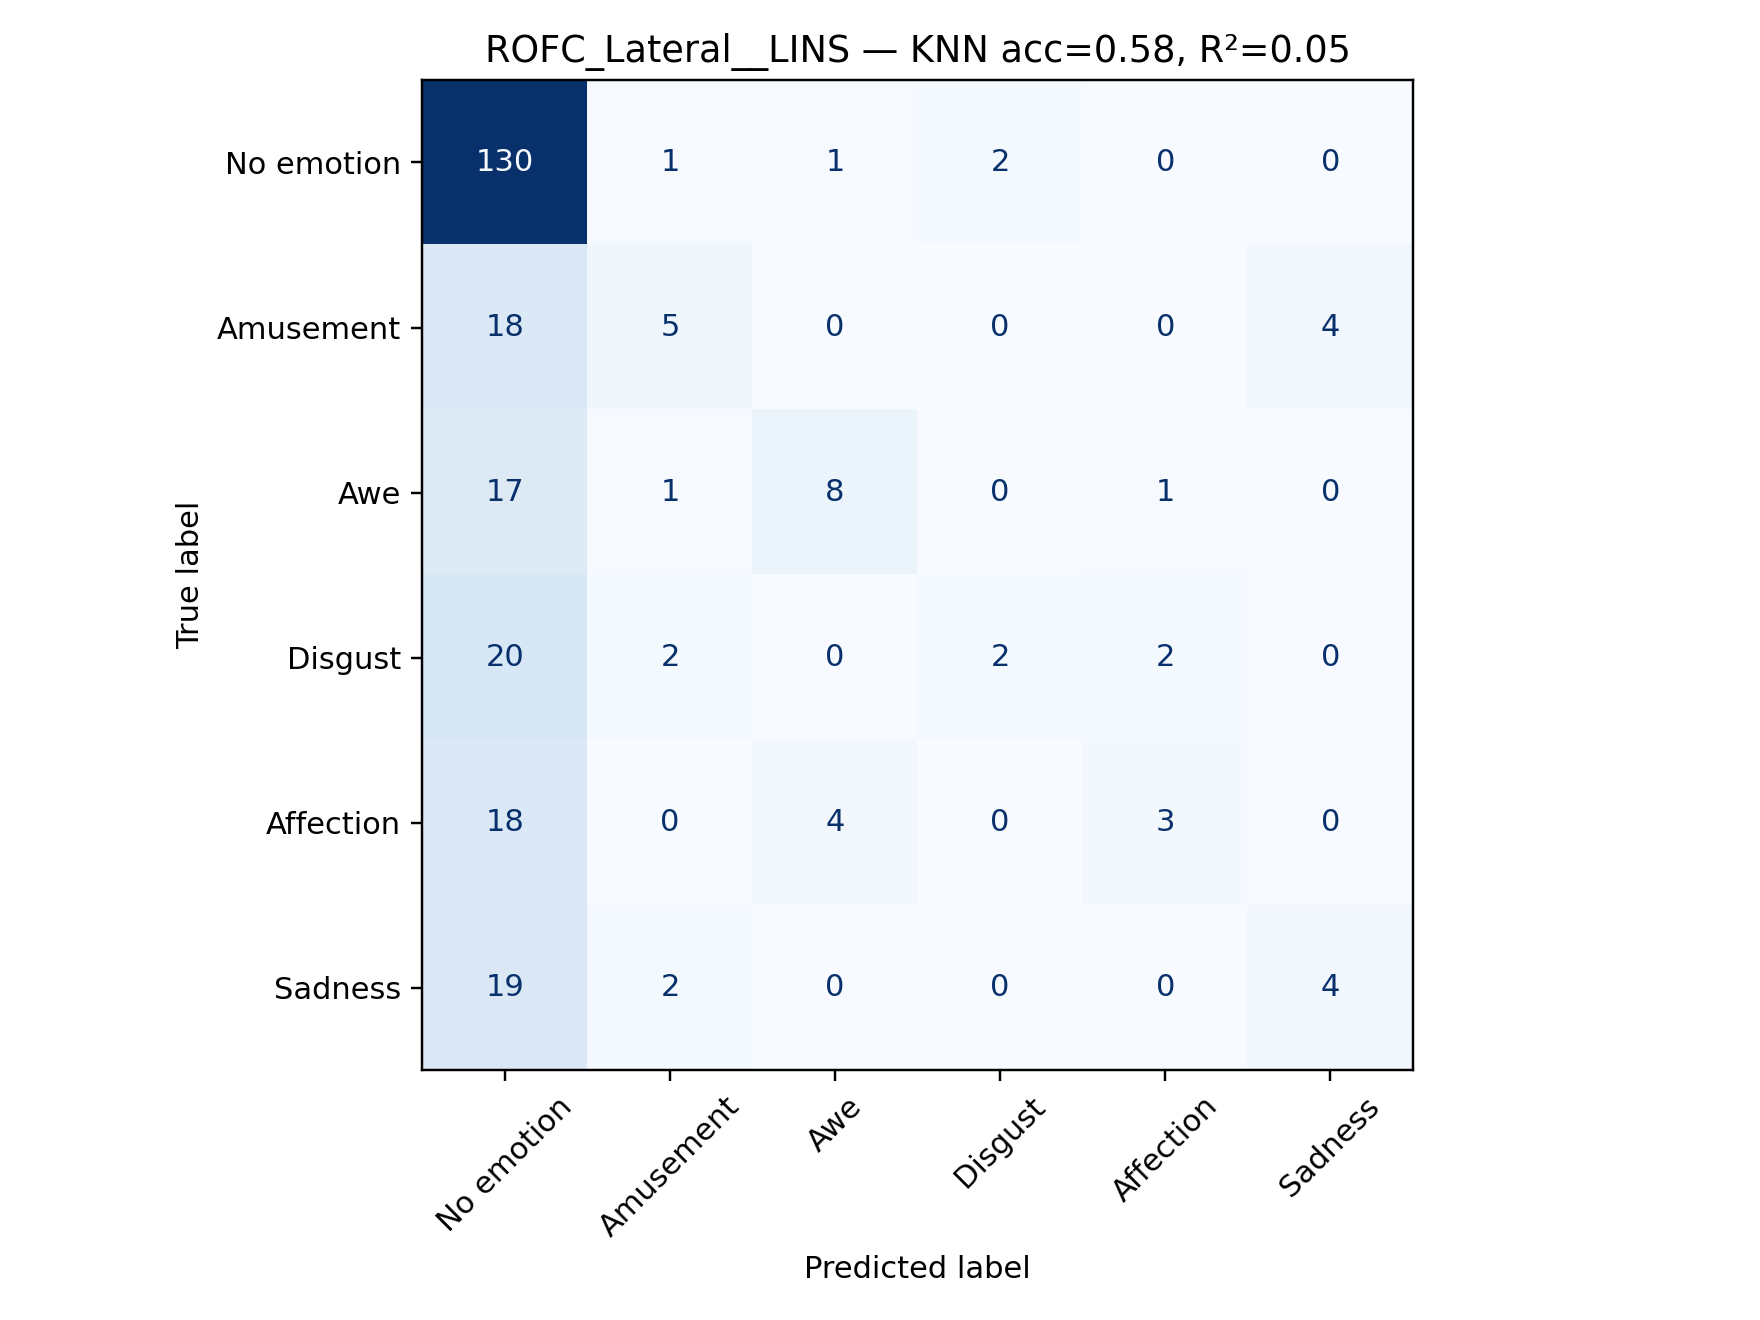 ROFC_Lateral__LINS — KNN acc=0.58, R²=0.05
No emotion 130 1 1 2 0 0
Amusement 18 5 0 0 0 4
Awe 17 1 8 0 1 0
Disgust 20 2 0 2 2 0
Affection 18 0 4 0 3 0
Sadness 19 2 0 0 0 4
True label
No emotion Amusement Awe Disgust Affection Sadness
Predicted label